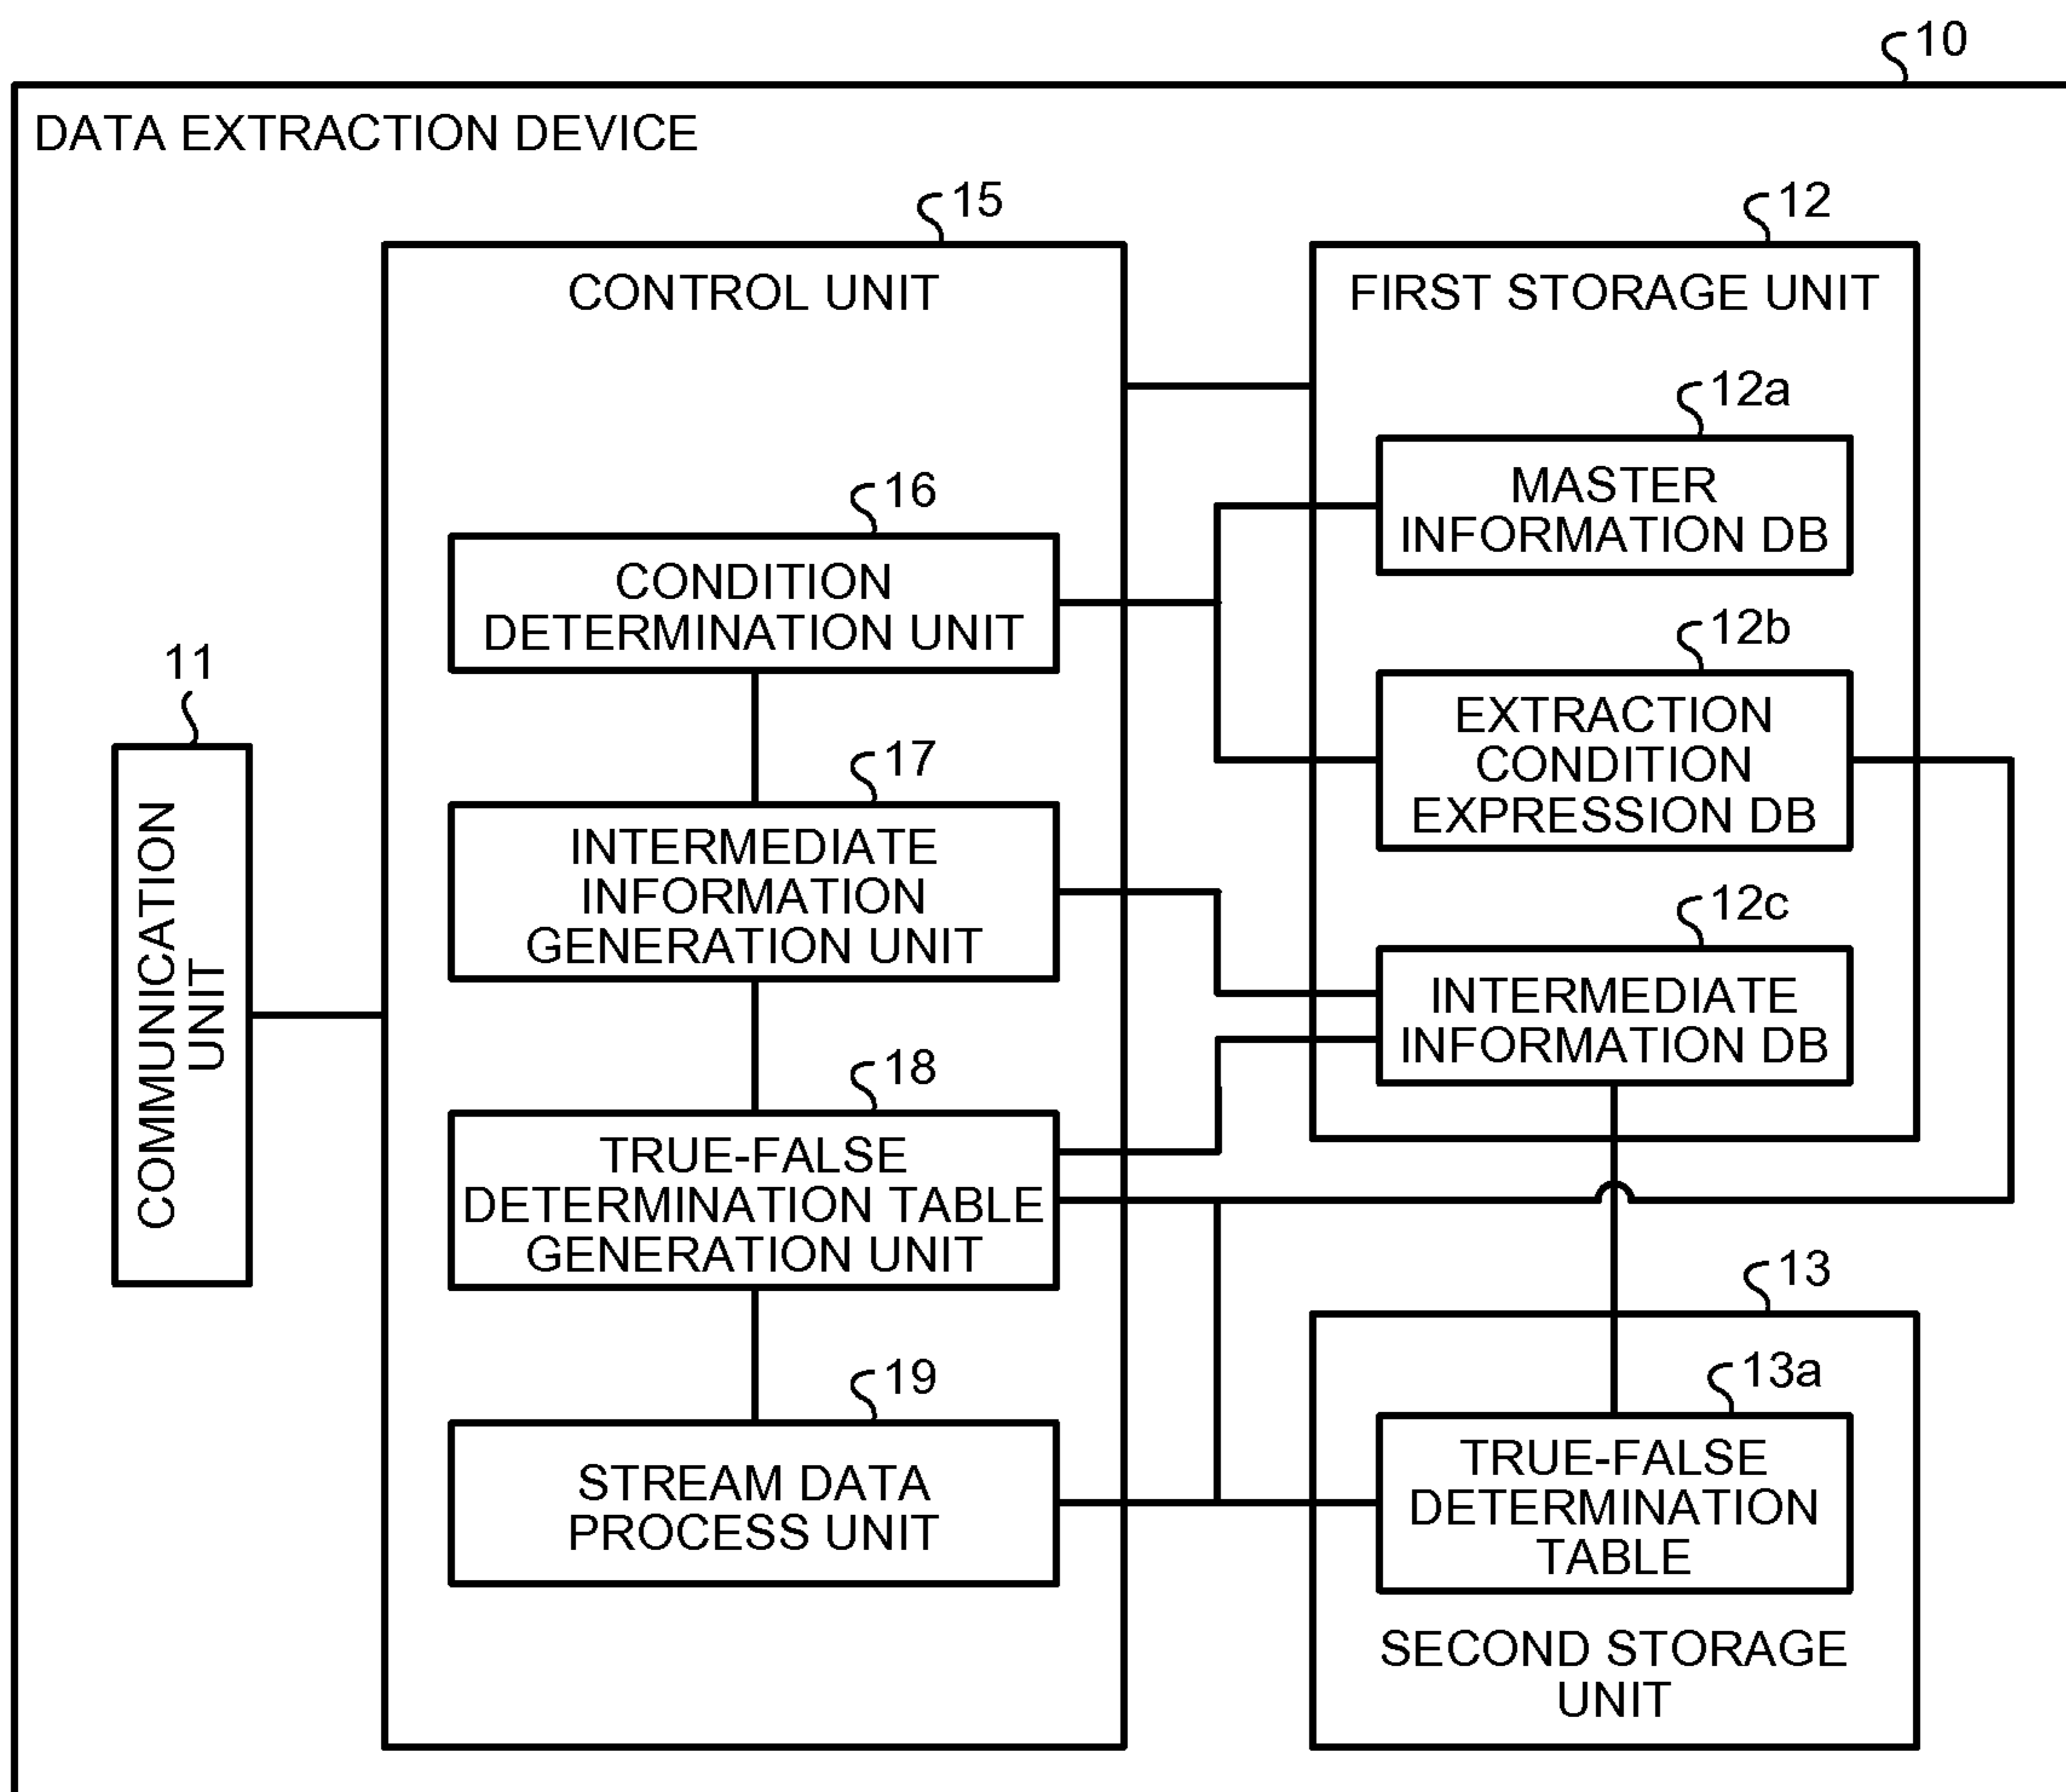 10
DATA EXTRACTION DEVICE
15
CONTROL UNIT
16
CONDITION
DETERMINATION UNIT
11
COMMUNICATION
UNIT
17
INTERMEDIATE
INFORMATION
GENERATION UNIT
18
TRUE-FALSE
DETERMINATION TABLE
GENERATION UNIT
19
STREAM DATA
PROCESS UNIT
12
FIRST STORAGE UNIT
12a
MASTER
INFORMATION DB
12b
EXTRACTION
CONDITION
EXPRESSION DB
12c
INTERMEDIATE
INFORMATION DB
13
13a
TRUE-FALSE
DETERMINATION
TABLE
SECOND STORAGE
UNIT